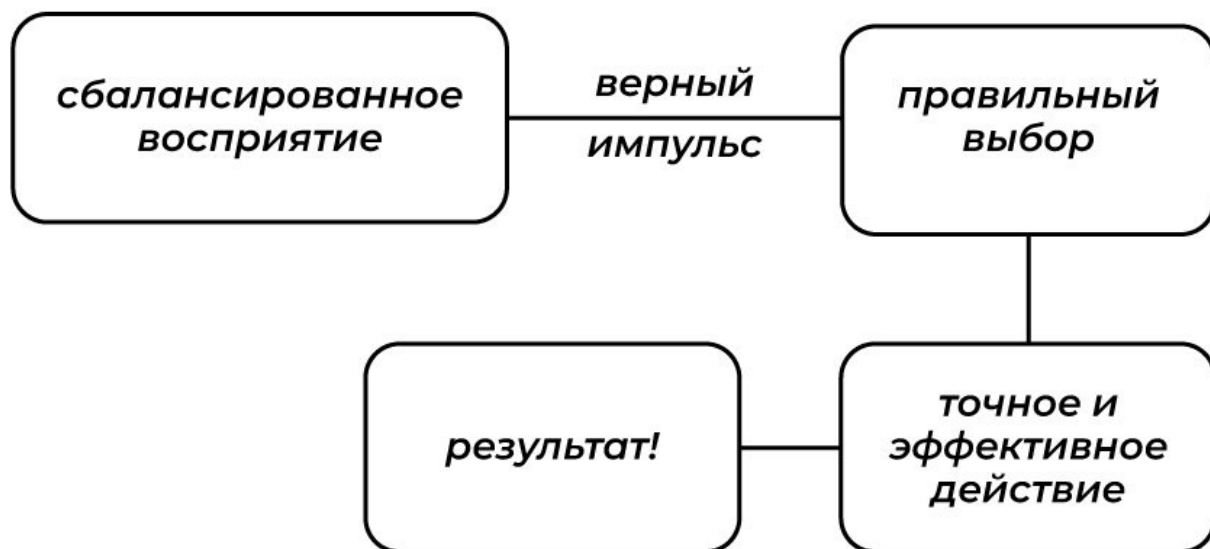 сбалансированное
восприятие
верный
импульс
правильный
выбор
точное и
эффективное
действие
результат!